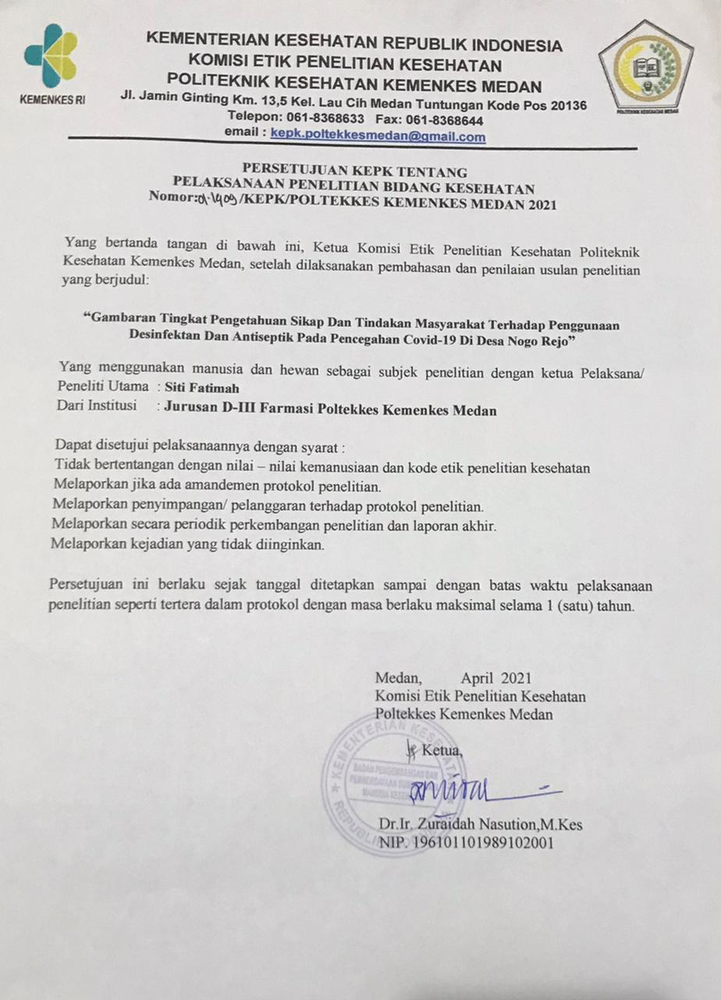 KEMENTERIAN KESEHATAN REPUBLIK INDONESIA
KOMISI ETIK PENELITIAN KESEHATAN
POLITEKNIK KESEHATAN KEMENKES MEDAN
Jl. Jamin Ginting Km. 13,5 Kel. Lau Cih Medan Tuntungan Kode Pos 20136
Telepon: 061-8368633 Fax: 061-8368644
email : kepk.poltekkesmedan@gmail.com
KEMENKES RI
POLITEKNIK KESEHATAN KEMENKES MEDAN
PERSETUJUAN KEPK TENTANG
PELAKSANAAN PENELITIAN BIDANG KESEHATAN
Nomor: /KEPK/POLTEKKES KEMENKES MEDAN 2021
Yang bertanda tangan di bawah ini, Ketua Komisi Etik Penelitian Kesehatan Politeknik
Kesehatan Kemenkes Medan, setelah dilaksanakan pembahasan dan penilaian usulan penelitian
yang berjudul:
“Gambaran Tingkat Pengetahuan Sikap Dan Tindakan Masyarakat Terhadap Penggunaan
Desinfektan Dan Antiseptik Pada Pencegahan Covid-19 Di Desa Nogo Rejo”
Yang menggunakan manusia dan hewan sebagai subjek penelitian dengan ketua Pelaksana/
Peneliti Utama : Siti Fatimah
Dari Institusi : Jurusan D-III Farmasi Poltekkes Kemenkes Medan
Dapat disetujui pelaksanaannya dengan syarat :
Tidak bertentangan dengan nilai – nilai kemanusiaan dan kode etik penelitian kesehatan
Melaporkan jika ada amandemen protokol penelitian.
Melaporkan penyimpangan/ pelanggaran terhadap protokol penelitian.
Melaporkan secara periodik perkembangan penelitian dan laporan akhir.
Melaporkan kejadian yang tidak diinginkan.
Persetujuan ini berlaku sejak tanggal ditetapkan sampai dengan batas waktu pelaksanaan
penelitian seperti tertera dalam protokol dengan masa berlaku maksimal selama 1 (satu) tahun.
Medan, April 2021
Komisi Etik Penelitian Kesehatan
Poltekkes Kemenkes Medan
Ketua,
KEMENTERIAN KESEHATAN
BADAN PENGEMBANGAN DAN
REPUBLIK INDONESIA
Dr.Ir. Zuraidah Nasution,M.Kes
NIP. 196101101989102001